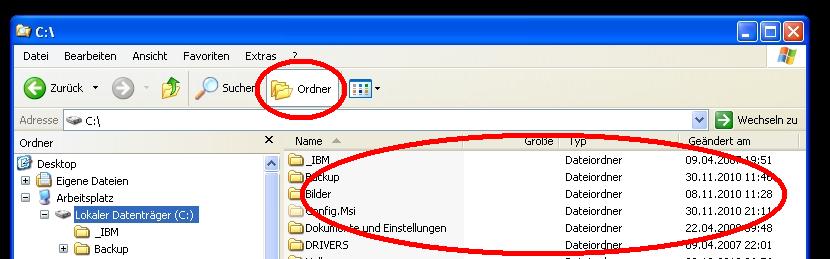 C:\
Datei Bearbeiten Ansicht Favoriten Extras ?
Zurück Suchen Ordner
Adresse C:\ Wechseln zu
Ordner
Name Größe Typ Geändert am
Desktop
Eigene Dateien
Arbeitsplatz
Lokaler Datenträger (C:)
_IBM
Backup
_IBM Dateiordner 09.04.2007 19:51
Backup Dateiordner 30.11.2010 11:46
Bilder Dateiordner 08.11.2010 11:28
Config.Msi Dateiordner 30.11.2010 21:11
Dokumente und Einstellungen Dateiordner 22.04.2008 09:48
DRIVERS Dateiordner 09.04.2007 22:01